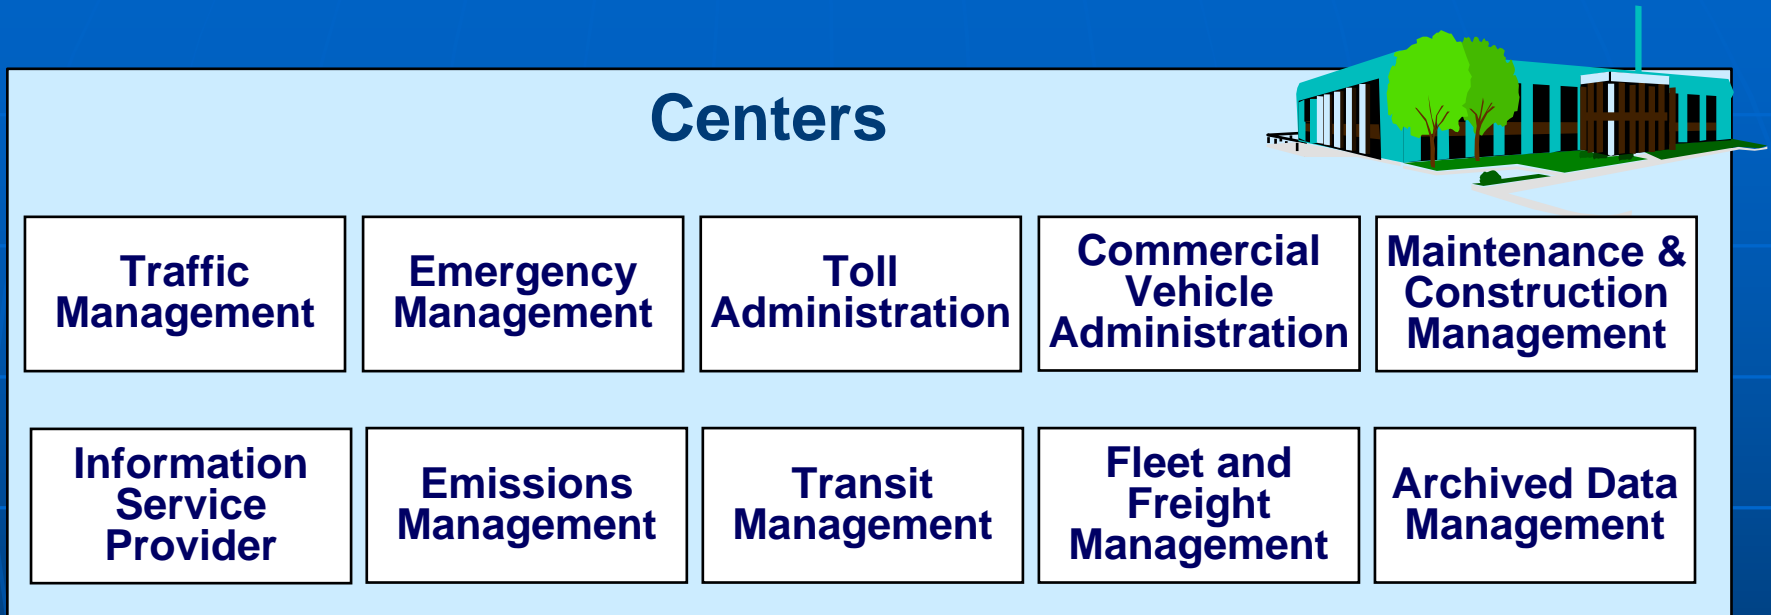 Centers
Traffic
Management
Emergency
Management
Toll
Administration
Commercial
Vehicle
Administration
Maintenance &
Construction
Management
Information
Service
Provider
Emissions
Management
Transit
Management
Fleet and
Freight
Management
Archived Data
Management